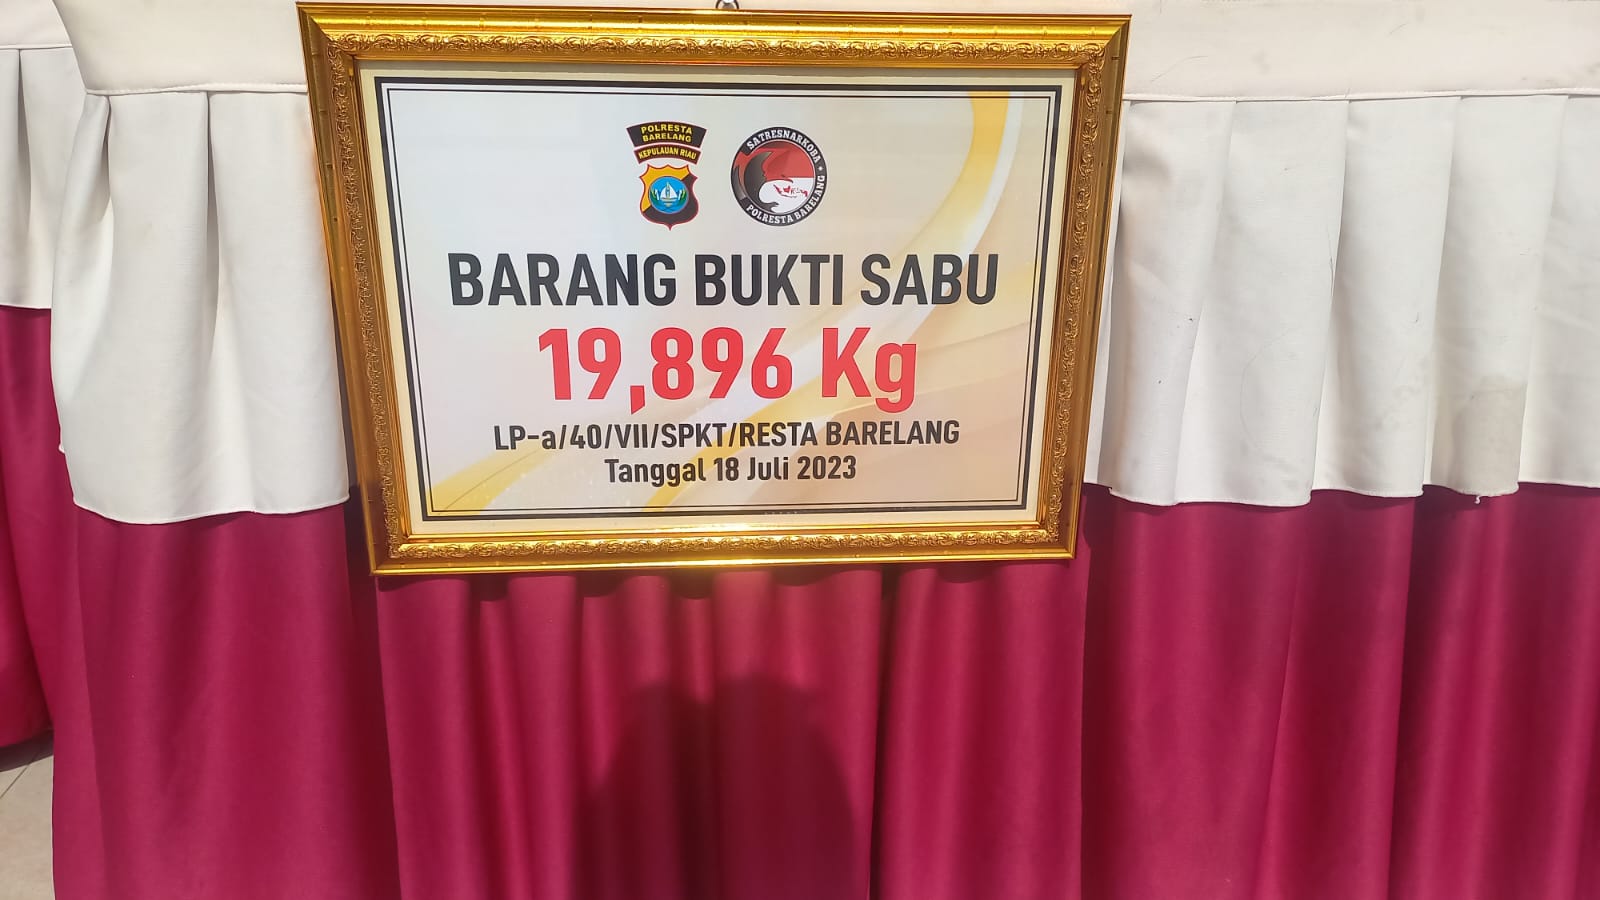 POLRESTA
BARELANG
KEPULAUAN RIAU
SATRESNARKOBA
POLRESTA BARELANG
BARANG BUKTI SABU
19,896 Kg
LP-a/40/VII/SPKT/RESTA BARELANG
Tanggal 18 Juli 2023